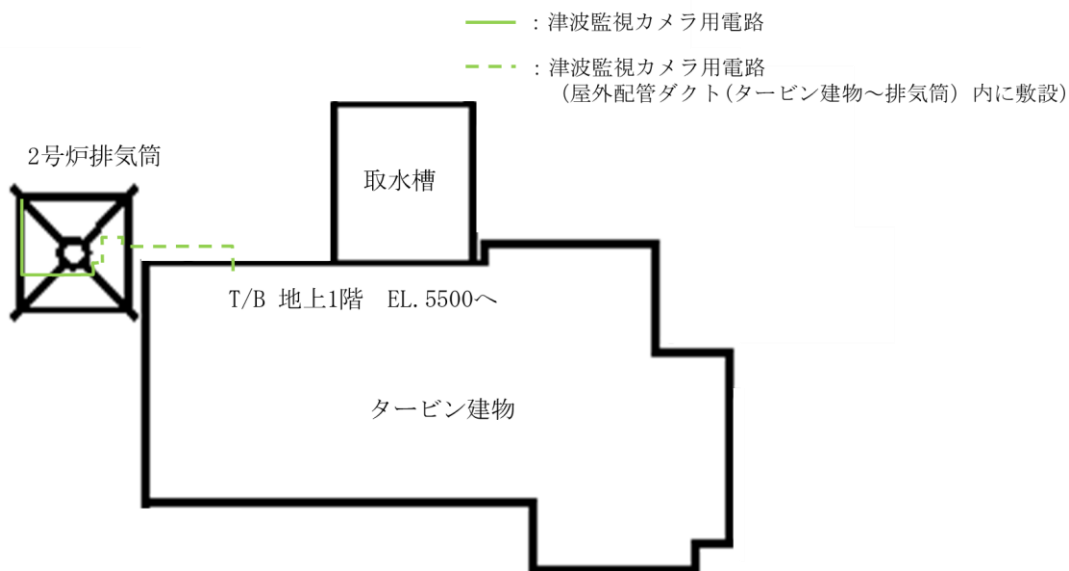 ：津波監視カメラ用電路
：津波監視カメラ用電路
(屋外配管ダクト(タービン建物～排気筒) 内に敷設)
2号炉排気筒
取水槽
T/B 地上1階 EL.5500へ
タービン建物